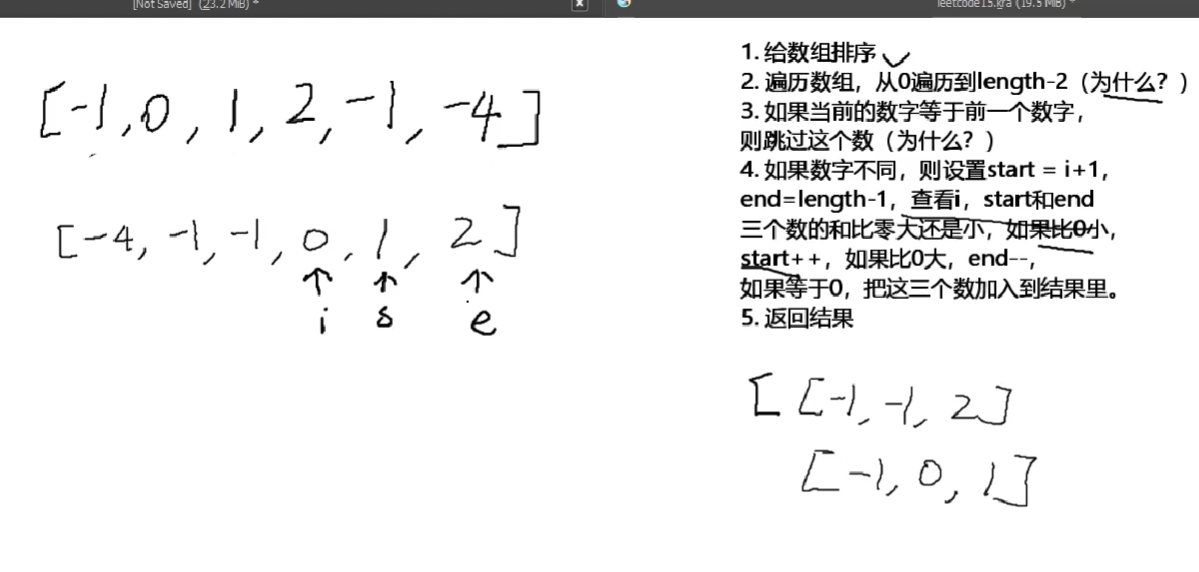 [Not Saved] (23.2 MiB) *
leetcode15.gra (19.5 MiB) *
[-1,0,1,2,-1,-4]
[-4,-1,-1,0,1,2]
i s e
1. 给数组排序
2. 遍历数组，从0遍历到length-2（为什么？）
3. 如果当前的数字等于前一个数字，
则跳过这个数（为什么？）
4. 如果数字不同，则设置start = i+1，
end=length-1，查看i，start和end
三个数的和比零大还是小，如果比0小，
start++，如果比0大，end--，
如果等于0，把这三个数加入到结果里。
5. 返回结果
[[-1,-1,2]
[-1,0,1]